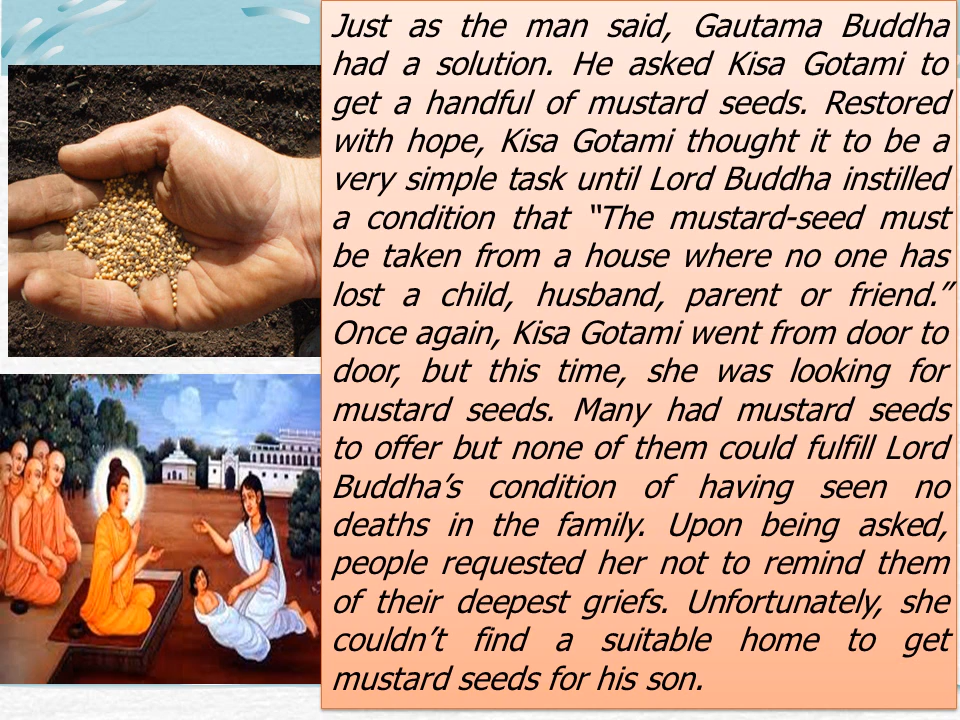 Just as the man said, Gautama Buddha
had a solution. He asked Kisa Gotami to
get a handful of mustard seeds. Restored
with hope, Kisa Gotami thought it to be a
very simple task until Lord Buddha instilled
a condition that “The mustard-seed must
be taken from a house where no one has
lost a child, husband, parent or friend.”
Once again, Kisa Gotami went from door to
door, but this time, she was looking for
mustard seeds. Many had mustard seeds
to offer but none of them could fulfill Lord
Buddha’s condition of having seen no
deaths in the family. Upon being asked,
people requested her not to remind them
of their deepest griefs. Unfortunately, she
couldn’t find a suitable home to get
mustard seeds for his son.